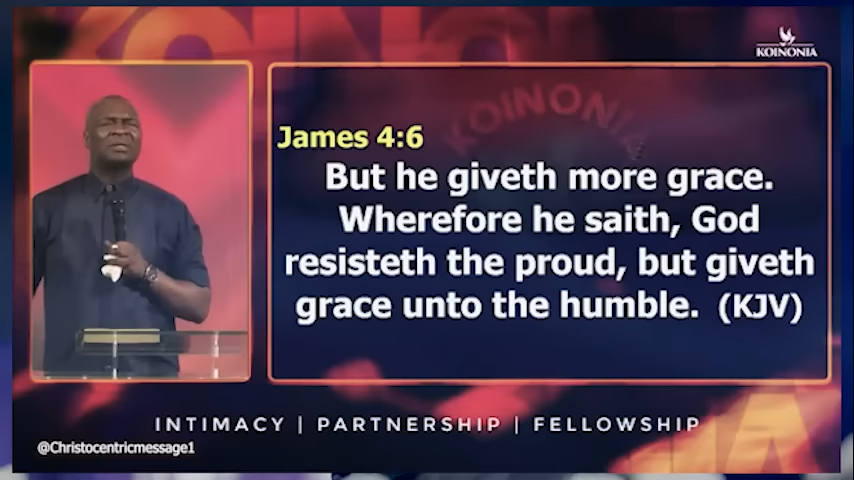 KOINONIA
KOINONIA
James 4:6
But he giveth more grace.
Wherefore he saith, God
resisteth the proud, but giveth
grace unto the humble. (KJV)
INTIMACY | PARTNERSHIP | FELLOWSHIP
@Christocentricmessage1